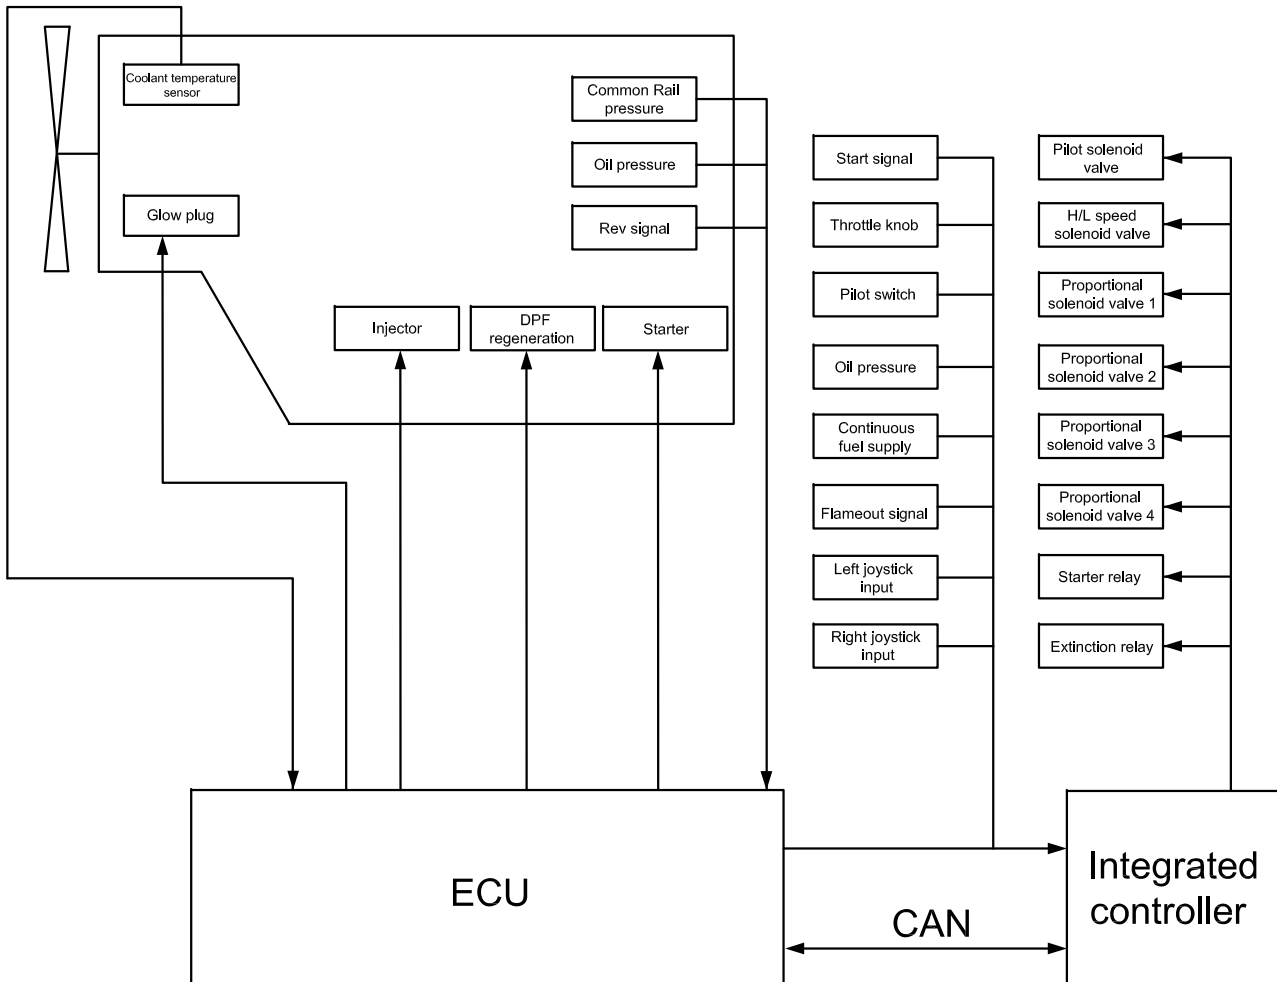 Coolant temperature
sensor
Glow plug
Common Rail
pressure
Oil pressure
Rev signal
Injector
DPF
regeneration
Starter
Start signal
Throttle knob
Pilot switch
Oil pressure
Continuous
fuel supply
Flameout signal
Left joystick
input
Right joystick
input
Pilot solenoid
valve
H/L speed
solenoid valve
Proportional
solenoid valve 1
Proportional
solenoid valve 2
Proportional
solenoid valve 3
Proportional
solenoid valve 4
Starter relay
Extinction relay
ECU
CAN
Integrated
controller